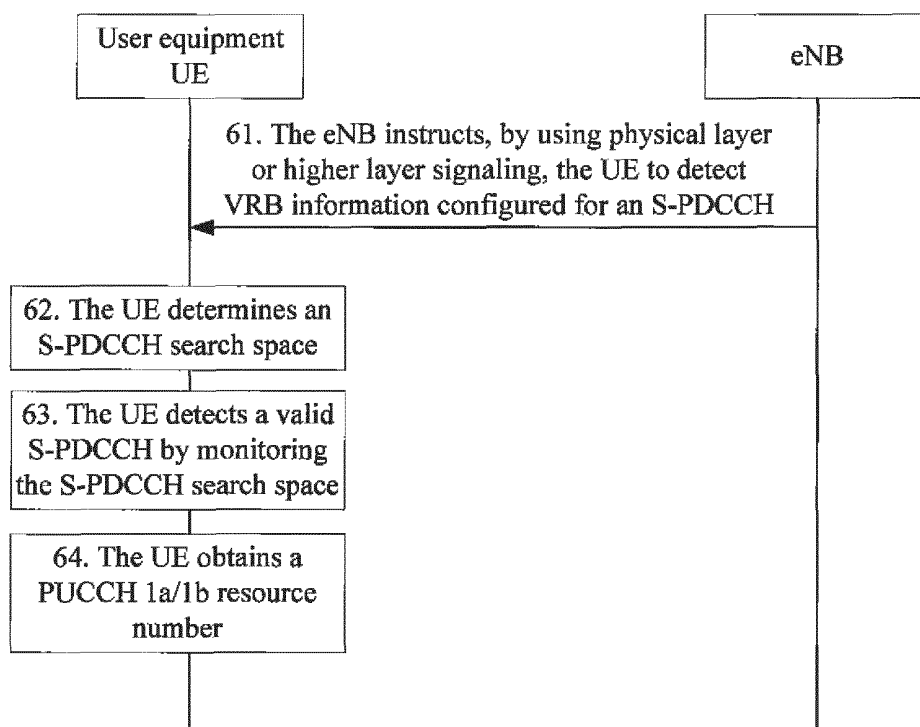 User equipment
UE
eNB
61. The eNB instructs, by using physical layer
or higher layer signaling, the UE to detect
VRB information configured for an S-PDCCH
62. The UE determines an
S-PDCCH search space
63. The UE detects a valid
S-PDCCH by monitoring
the S-PDCCH search space
64. The UE obtains a
PUCCH 1a/1b resource
number